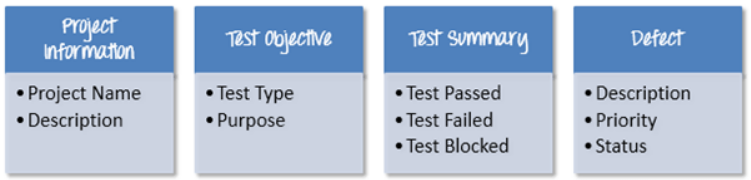 Project
Information
• Project Name
• Description
Test Objective
• Test Type
• Purpose
Test Summary
• Test Passed
• Test Failed
• Test Blocked
Defect
• Description
• Priority
• Status